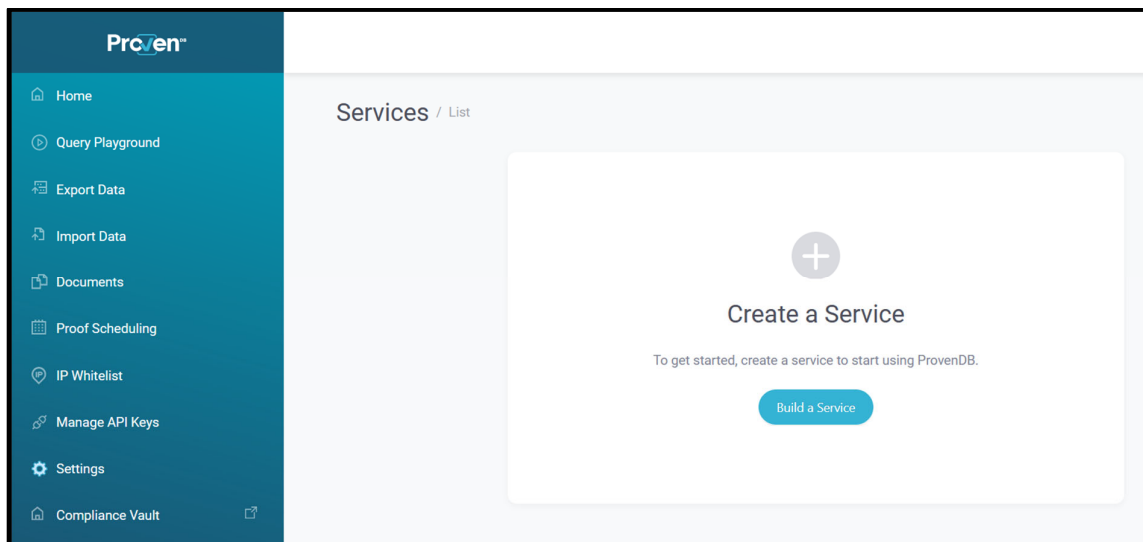 ProvenDB
Home
Query Playground
Export Data
Import Data
Documents
Proof Scheduling
IP Whitelist
Manage API Keys
Settings
Compliance Vault
Services / List
Create a Service
To get started, create a service to start using ProvenDB.
Build a Service